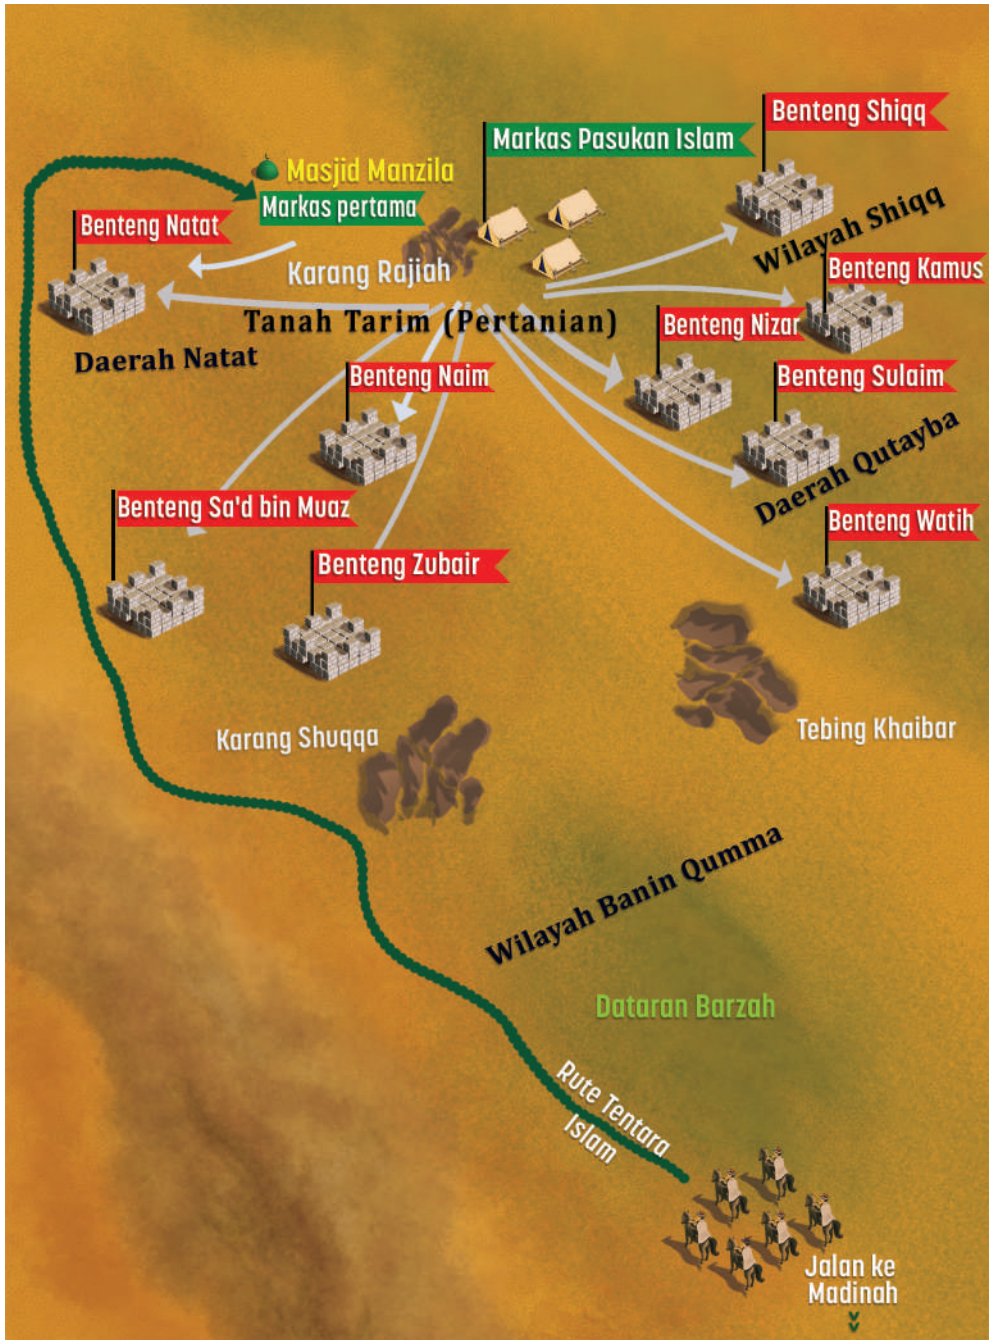 Benteng Shiqq
Markas Pasukan Islam
Masjid Manzila
Markas pertama
Benteng Natat
Wilayah Shiqq
Karang Rajiah
Benteng Kamus
Tanah Tarim (Pertanian)
Benteng Nizar
Daerah Natat
Benteng Naim
Benteng Sulaim
Daerah Qutayba
Benteng Sa'd bin Muaz
Benteng Watih
Benteng Zubair
Karang Shuqqa
Tebing Khaibar
Wilayah Banin Qumma
Dataran Barzah
Rute Tentara
Islam
Jalan ke
Madinah